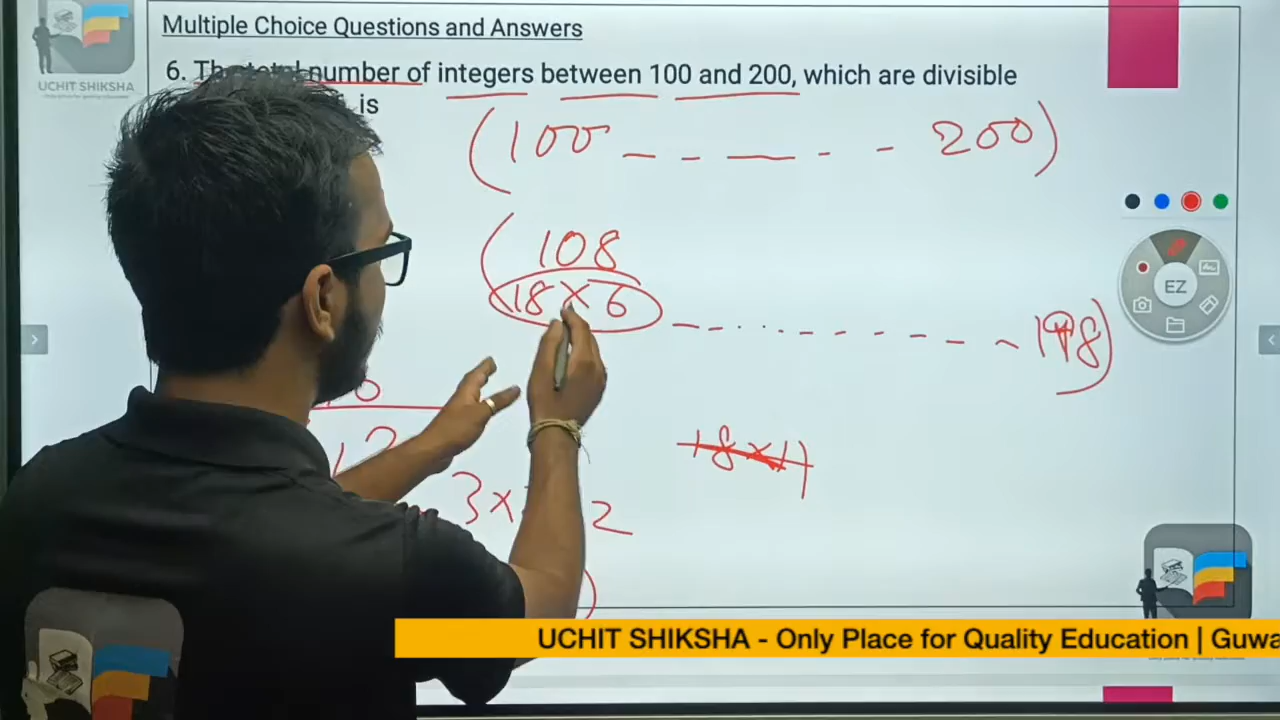 UCHIT SHIKSHA
Multiple Choice Questions and Answers
6. The total number of integers between 100 and 200, which are divisible
is
(100 _ _ _ - - 200)
(108
18 x 6 - - - - - - - - - 198)
18 x 11
3 x 2
EZ
UCHIT SHIKSHA - Only Place for Quality Education | Guwa